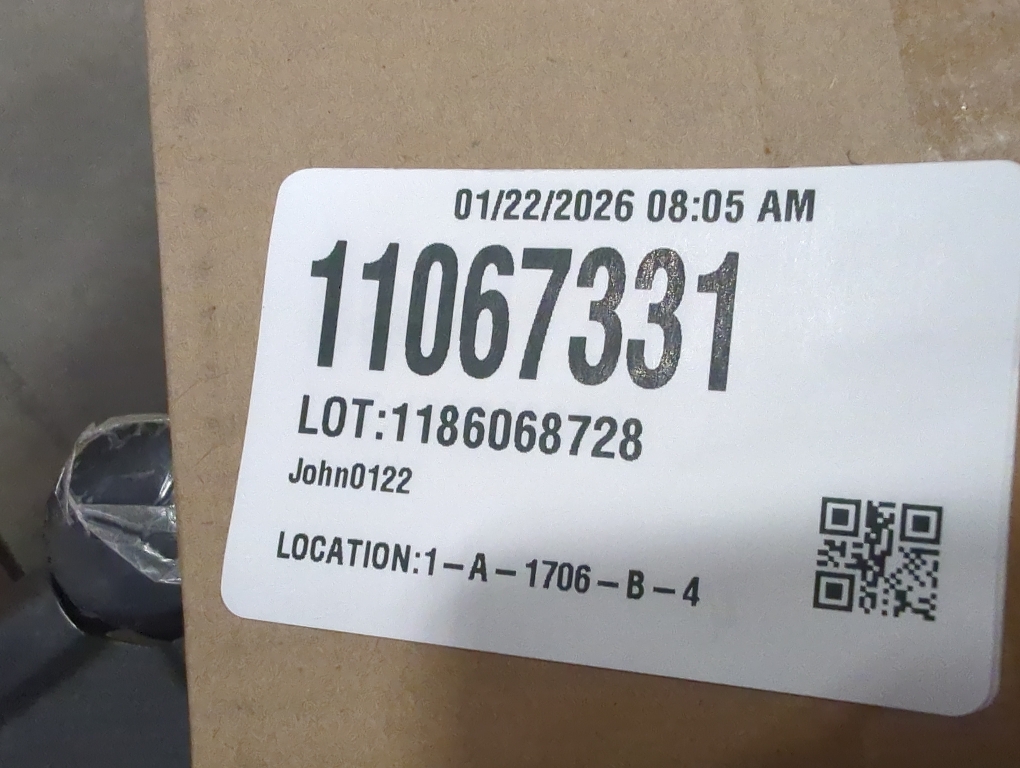 01/22/2026 08:05 AM
11067331
LOT:1186068728
John0122
LOCATION:1-A-1706-B-4